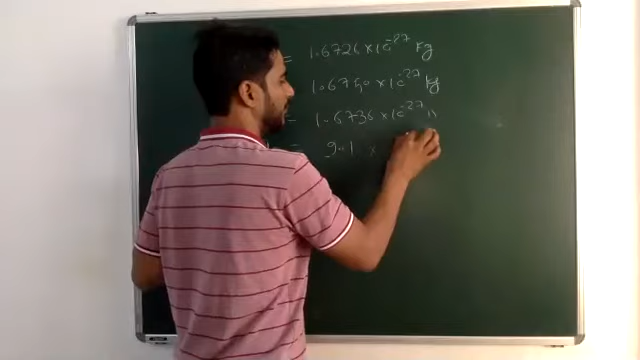 = 1.6726 × 10⁻²⁷ Kg
1.6750 × 10⁻²⁷ kg
1.6736 × 10⁻²⁷ "
= 9.1 ×